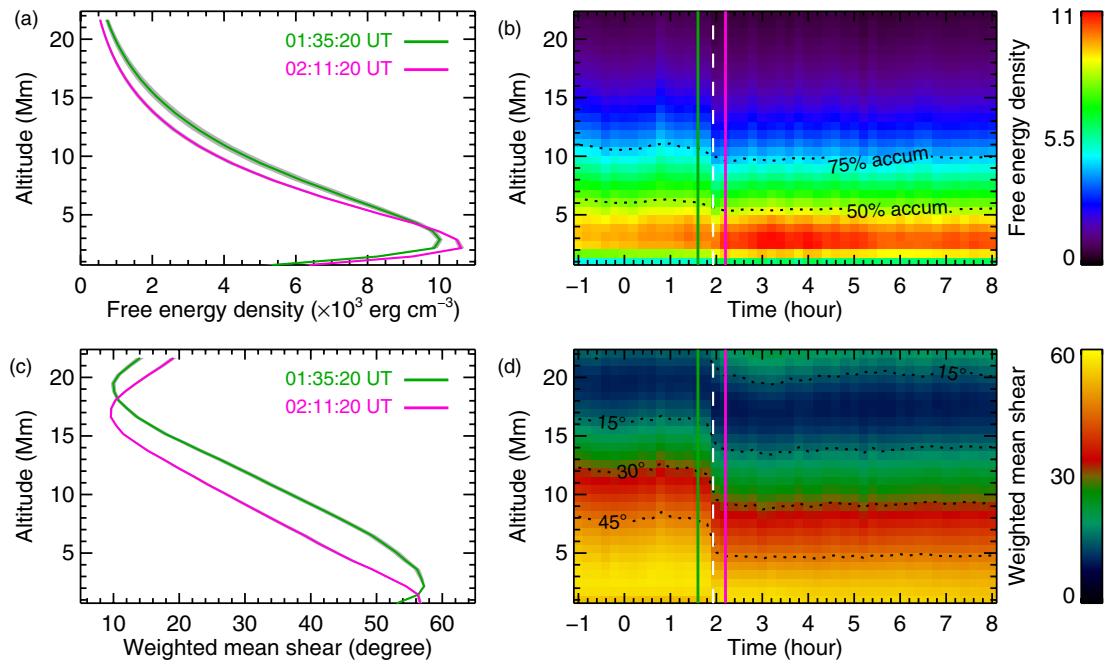 (a)
01:35:20 UT
02:11:20 UT
20
15
10
5
Altitude (Mm)
0 2 4 6 8 10
Free energy density (×10³ erg cm⁻³)
(b)
75% accum.
50% accum.
20
15
10
5
Altitude (Mm)
−1 0 1 2 3 4 5 6 7 8
Time (hour)
11
5.5
0
Free energy density
(c)
01:35:20 UT
02:11:20 UT
20
15
10
5
Altitude (Mm)
10 20 30 40 50 60
Weighted mean shear (degree)
(d)
15°
15°
30°
45°
20
15
10
5
Altitude (Mm)
−1 0 1 2 3 4 5 6 7 8
Time (hour)
60
30
0
Weighted mean shear